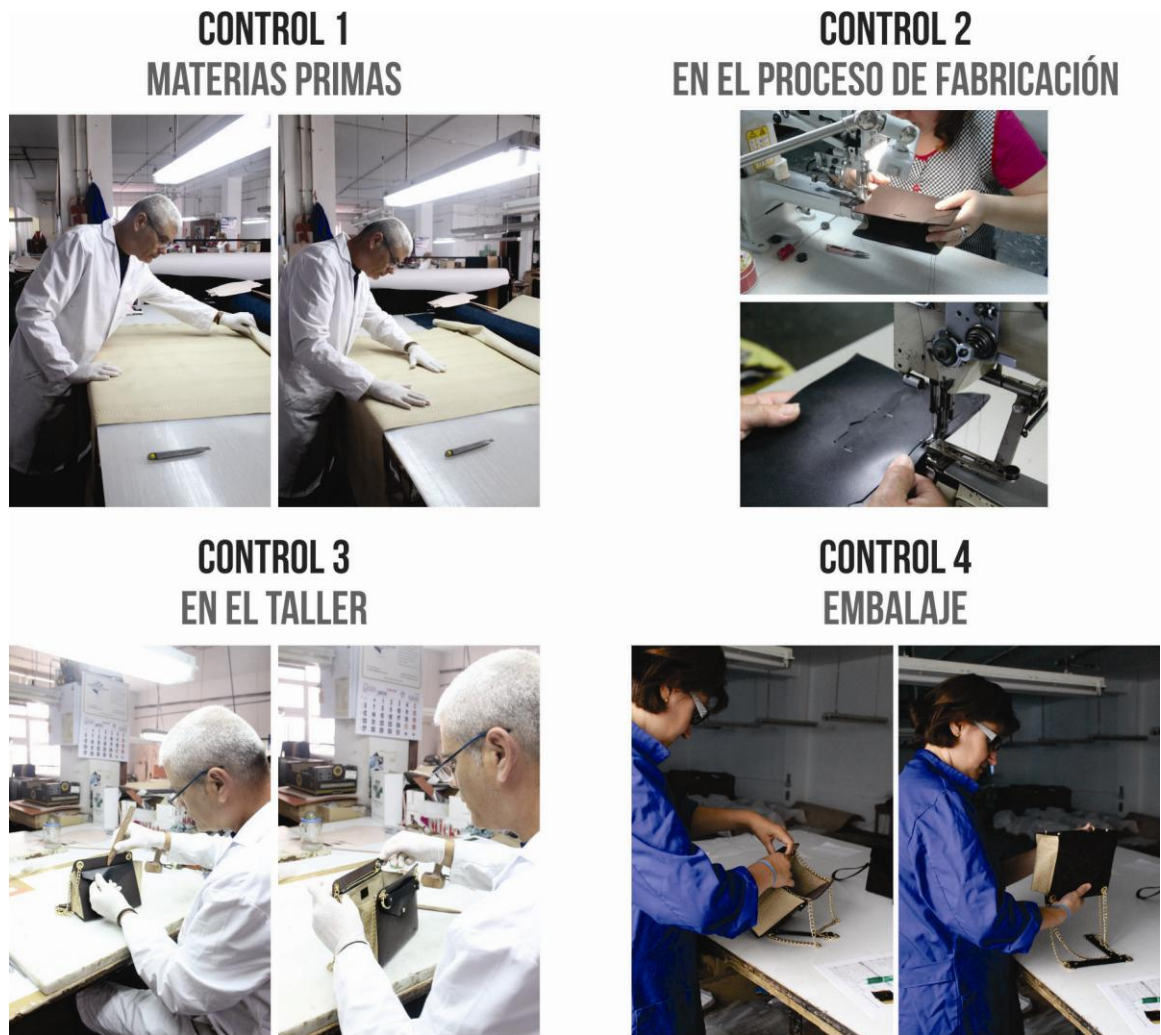 CONTROL 1
MATERIAS PRIMAS
CONTROL 2
EN EL PROCESO DE FABRICACIÓN
CONTROL 3
EN EL TALLER
CONTROL 4
EMBALAJE